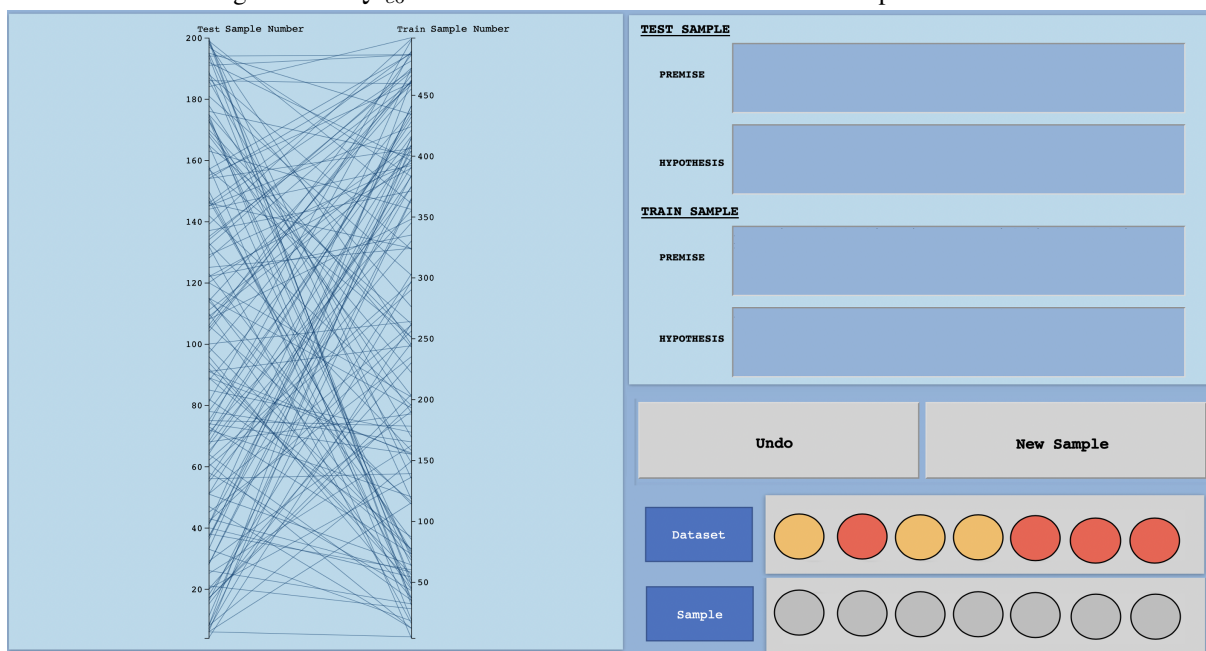 Test Sample Number
Train Sample Number
200
180
160
140
120
100
80
60
40
20
450
400
350
300
250
200
150
100
50
TEST SAMPLE
PREMISE
HYPOTHESIS
TRAIN SAMPLE
PREMISE
HYPOTHESIS
Undo
New Sample
Dataset
Sample